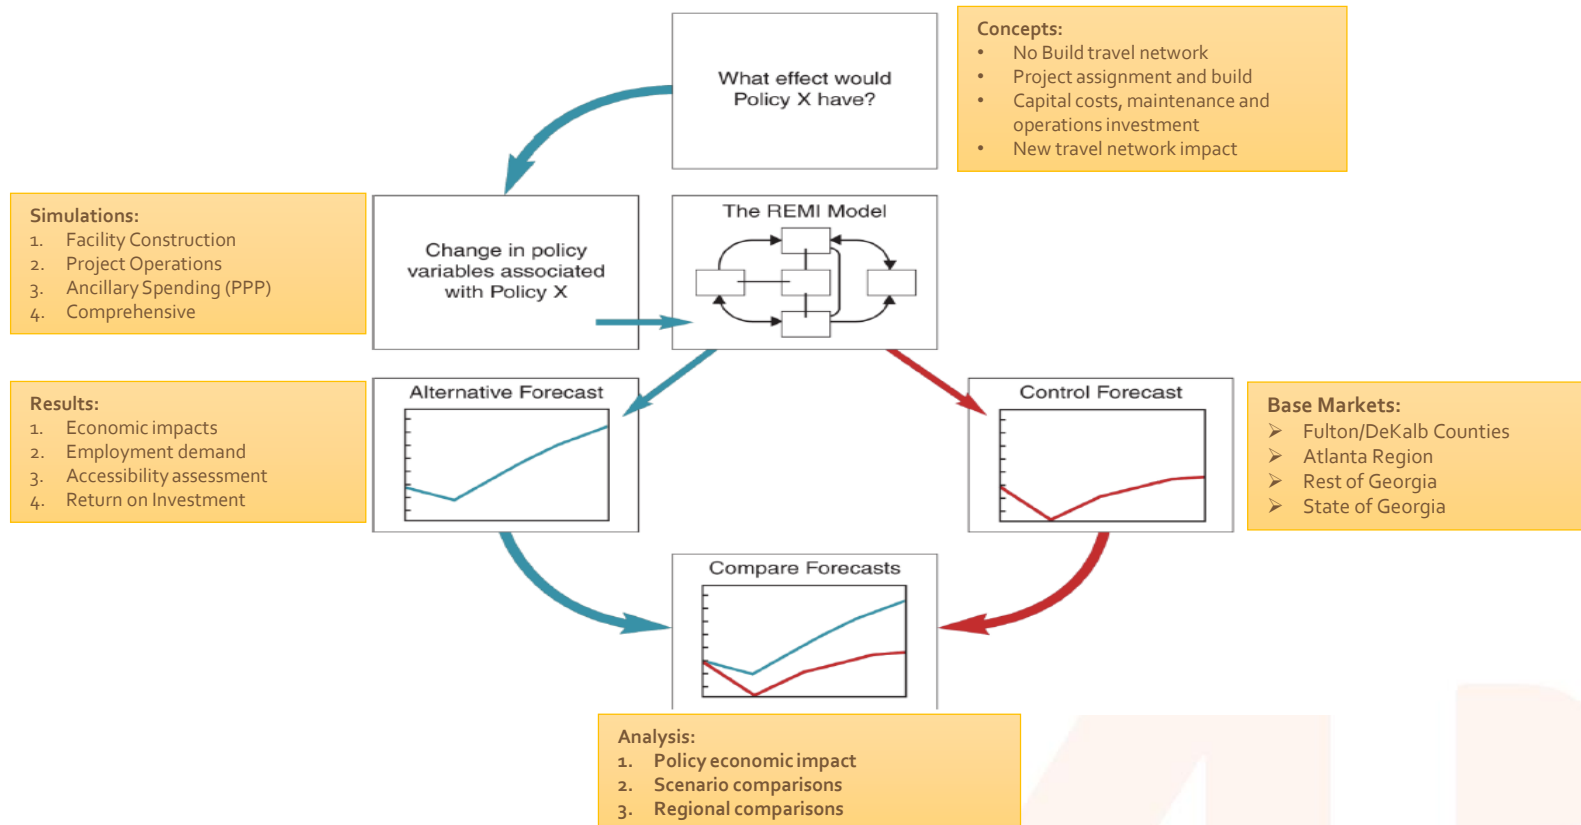 What effect would
Policy X have?
Concepts:
• No Build travel network
• Project assignment and build
• Capital costs, maintenance and
operations investment
• New travel network impact
Simulations:
1. Facility Construction
2. Project Operations
3. Ancillary Spending (PPP)
4. Comprehensive
Change in policy
variables associated
with Policy X
The REMI Model
Results:
1. Economic impacts
2. Employment demand
3. Accessibility assessment
4. Return on Investment
Alternative Forecast
Control Forecast
Base Markets:
➢ Fulton/DeKalb Counties
➢ Atlanta Region
➢ Rest of Georgia
➢ State of Georgia
Compare Forecasts
Analysis:
1. Policy economic impact
2. Scenario comparisons
3. Regional comparisons